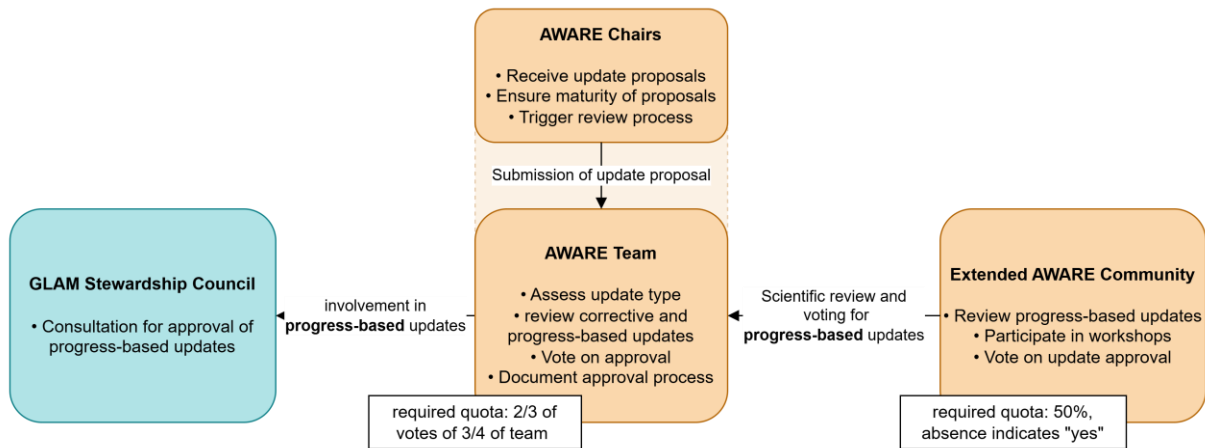 AWARE Chairs
• Receive update proposals
• Ensure maturity of proposals
• Trigger review process
Submission of update proposal
GLAM Stewardship Council
• Consultation for approval of
progress-based updates
involvement in
progress-based updates
AWARE Team
• Assess update type
• review corrective and
progress-based updates
• Vote on approval
• Document approval process
required quota: 2/3 of
votes of 3/4 of team
Scientific review and
voting for
progress-based updates
Extended AWARE Community
• Review progress-based updates
• Participate in workshops
• Vote on update approval
required quota: 50%,
absence indicates "yes"